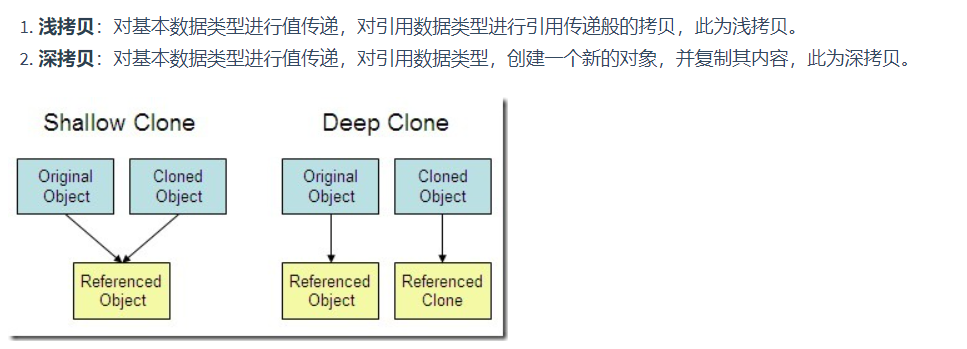 1. 浅拷贝：对基本数据类型进行值传递，对引用数据类型进行引用传递般的拷贝，此为浅拷贝。
2. 深拷贝：对基本数据类型进行值传递，对引用数据类型，创建一个新的对象，并复制其内容，此为深拷贝。
Shallow Clone
Deep Clone
Original
Object
Cloned
Object
Original
Object
Cloned
Object
Referenced
Object
Referenced
Object
Referenced
Clone